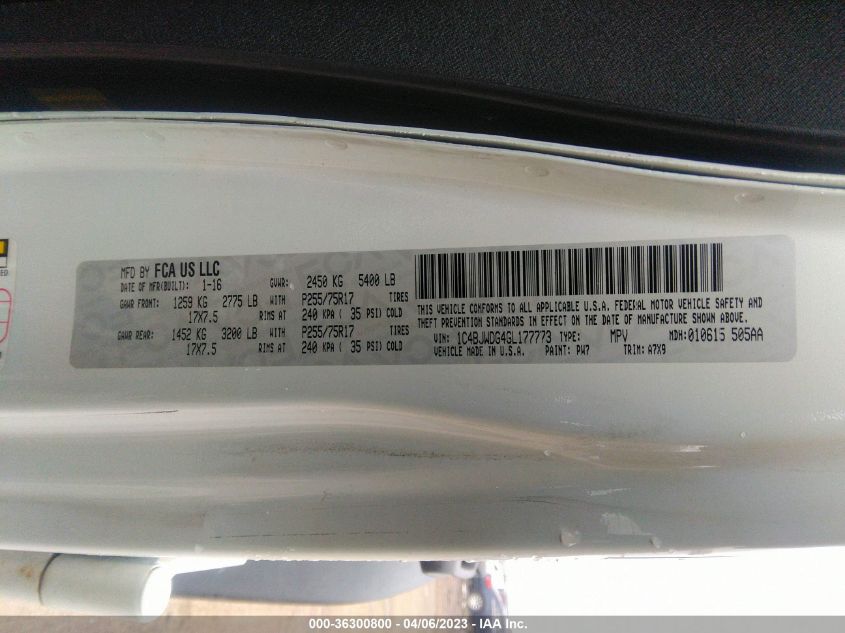 MFD BY FCA US LLC
DATE OF MFR(BUILT): 1-16 GVWR: 2450 KG 5400 LB
GAWR FRONT: 1259 KG 2775 LB WITH P255/75R17 TIRES
17X7.5 RIMS AT 240 KPA ( 35 PSI) COLD
GAWR REAR: 1452 KG 3200 LB WITH P255/75R17 TIRES
17X7.5 RIMS AT 240 KPA ( 35 PSI) COLD
THIS VEHICLE CONFORMS TO ALL APPLICABLE U.S.A. FEDERAL MOTOR VEHICLE SAFETY AND
THEFT PREVENTION STANDARDS IN EFFECT ON THE DATE OF MANUFACTURE SHOWN ABOVE.
VIN: 1C4BJWDG4GL177773 TYPE: MPV MDH:010615 505AA
VEHICLE MADE IN U.S.A. PAINT: PW7 TRIM: A7X9
000-36300800 - 04/06/2023 - © IAA Inc.